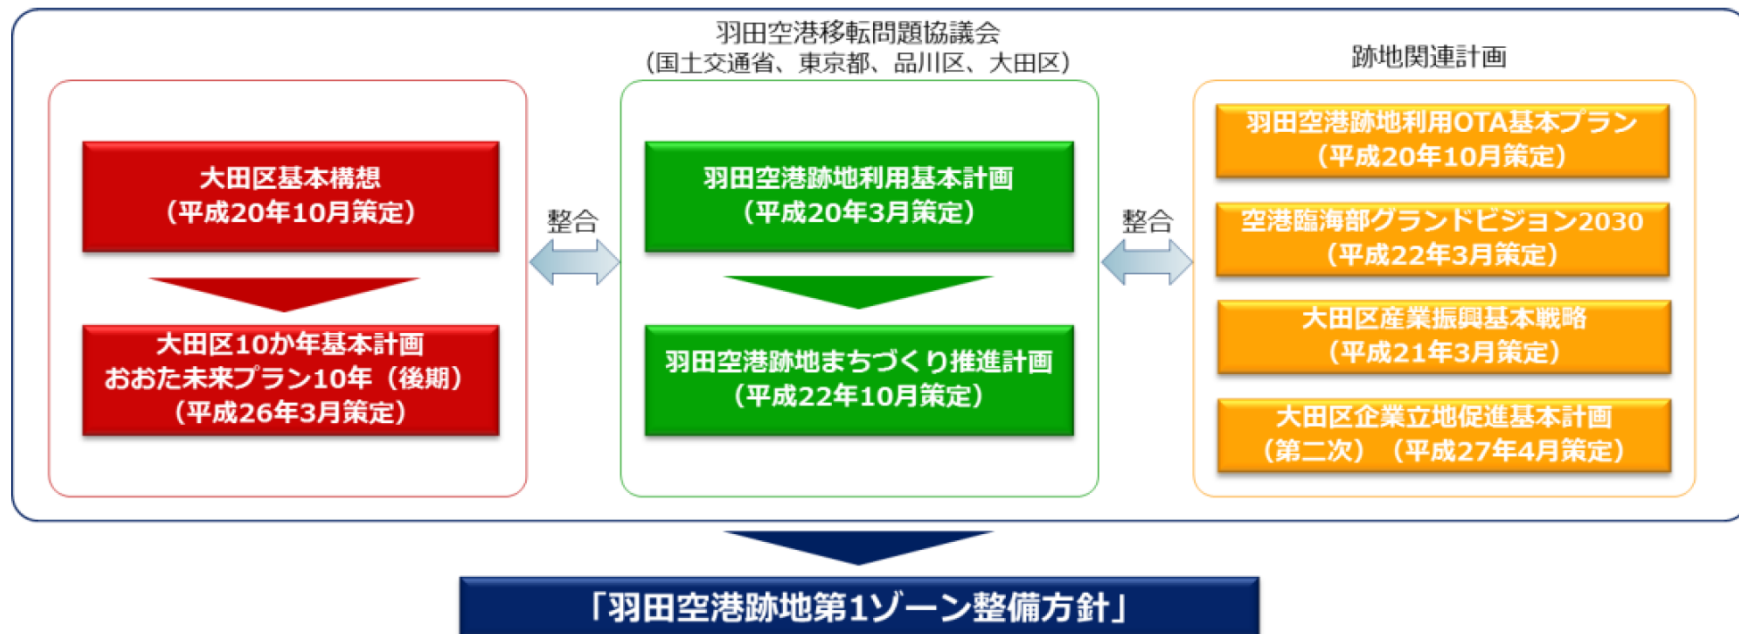 羽田空港移転問題協議会
（国土交通省、東京都、品川区、大田区）
跡地関連計画
大田区基本構想
（平成20年10月策定）
大田区10か年基本計画
おおた未来プラン10年（後期）
（平成26年3月策定）
整合
羽田空港跡地利用基本計画
（平成20年3月策定）
羽田空港跡地まちづくり推進計画
（平成22年10月策定）
整合
羽田空港跡地利用OTA基本プラン
（平成20年10月策定）
空港臨海部グランドビジョン2030
（平成22年3月策定）
大田区産業振興基本戦略
（平成21年3月策定）
大田区企業立地促進基本計画
（第二次）（平成27年4月策定）
「羽田空港跡地第1ゾーン整備方針」